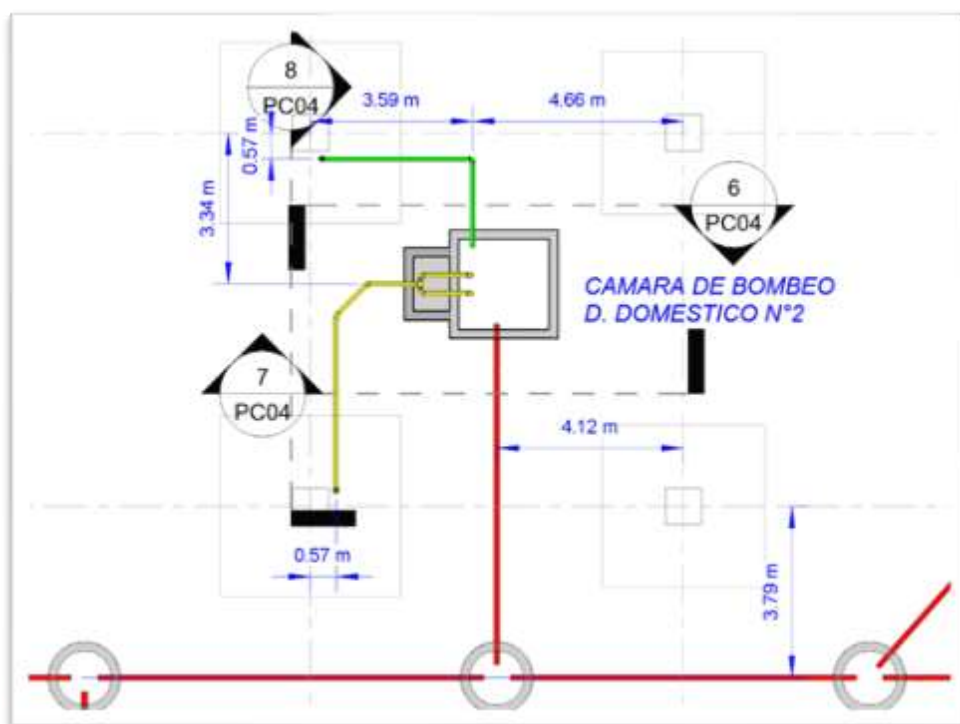 8
PC04
3.59 m
4.66 m
0.57 m
3.34 m
6
PC04
CAMARA DE BOMBEO
D. DOMESTICO N°2
7
PC04
4.12 m
0.57 m
3.79 m